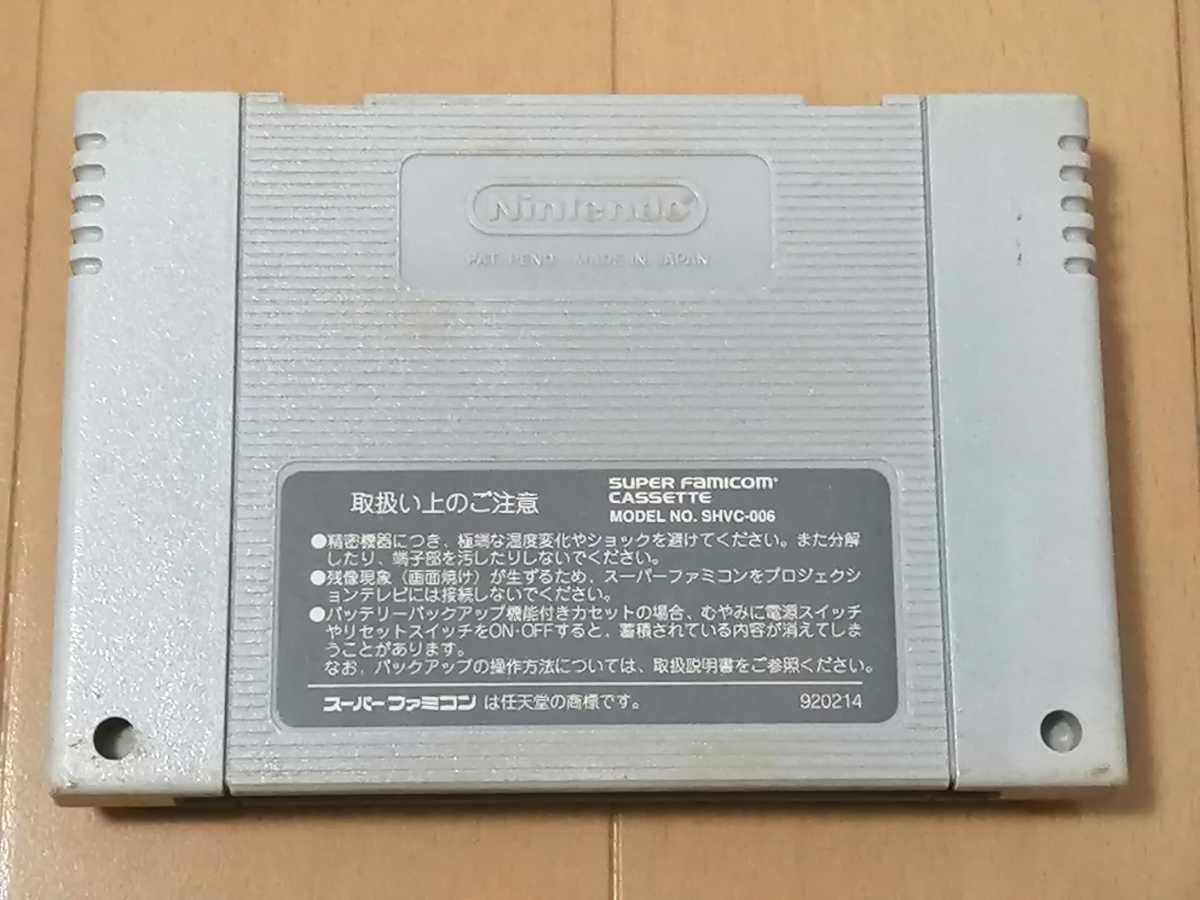 Nintendo
PAT. PEND. MADE IN JAPAN
取扱い上のご注意
SUPER FAMICOM
CASSETTE
MODEL NO. SHVC-006
●精密機器につき、極端な温度変化やショックを避けてください。また分解
したり、端子部を汚したりしないでください。
●残像現象（画面焼け）が生ずるため、スーパーファミコンをプロジェクシ
ョンテレビには接続しないでください。
●バッテリーバックアップ機能付きカセットの場合、むやみに電源スイッチ
やリセットスイッチをON・OFFすると、蓄積されている内容が消えてしま
うことがあります。
なお、バックアップの操作方法については、取扱説明書をご参照ください。
スーパーファミコン は任天堂の商標です。 920214